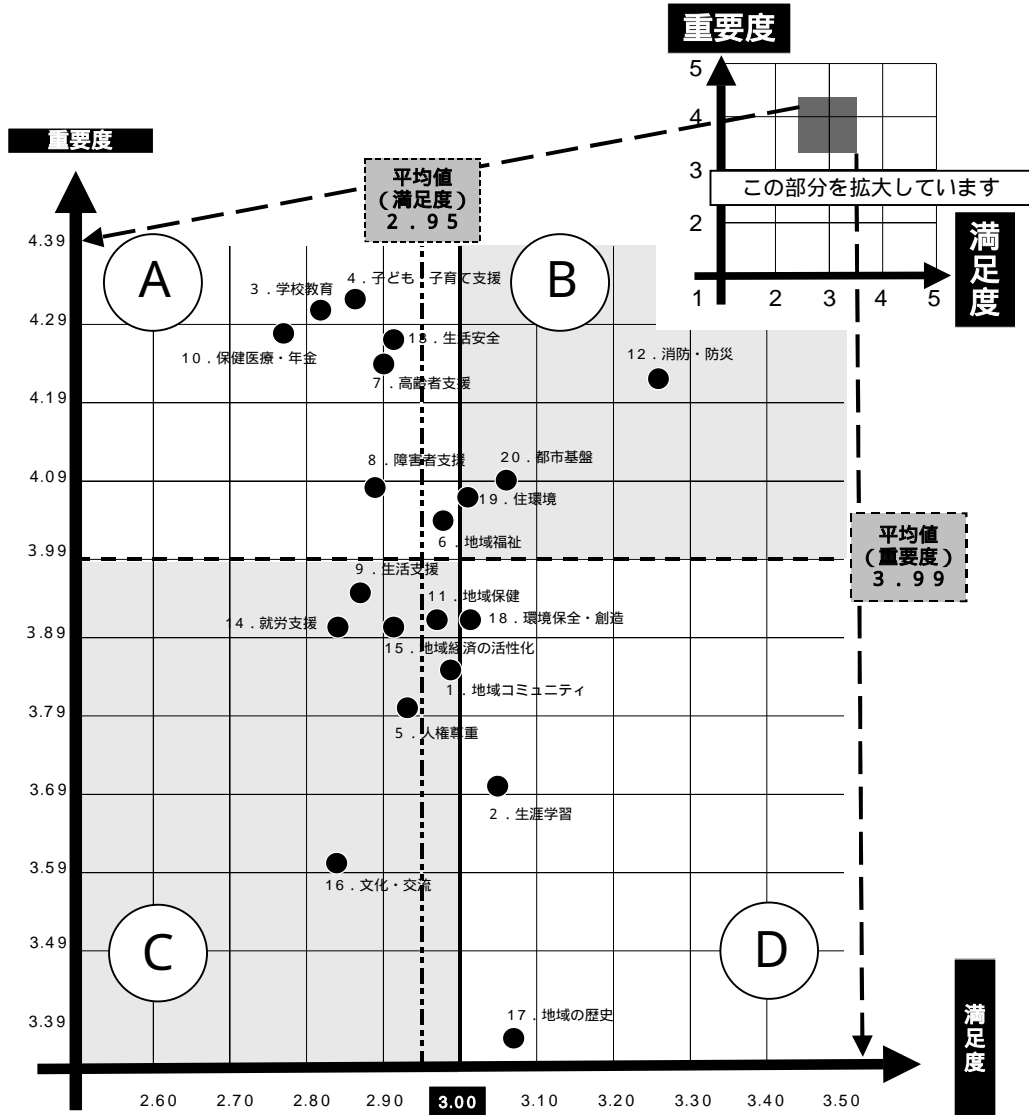 重要度
5
4
3
2
この部分を拡大しています
満足度
1 2 3 4 5
重要度
平均値
(満足度)
2.95
4.39
4.29
4.19
4.09
3.99
3.89
3.79
3.69
3.59
3.49
3.39
A
B
4．子ども・子育て支援
3．学校教育
13．生活安全
10．保健医療・年金
7．高齢者支援
12．消防・防災
8．障害者支援
20．都市基盤
19．住環境
6．地域福祉
平均値
(重要度)
3.99
9．生活支援
11．地域保健
14．就労支援
18．環境保全・創造
15．地域経済の活性化
1．地域コミュニティ
5．人権尊重
2．生涯学習
16．文化・交流
C
D
17．地域の歴史
満足度
2.60 2.70 2.80 2.90 3.00 3.10 3.20 3.30 3.40 3.50